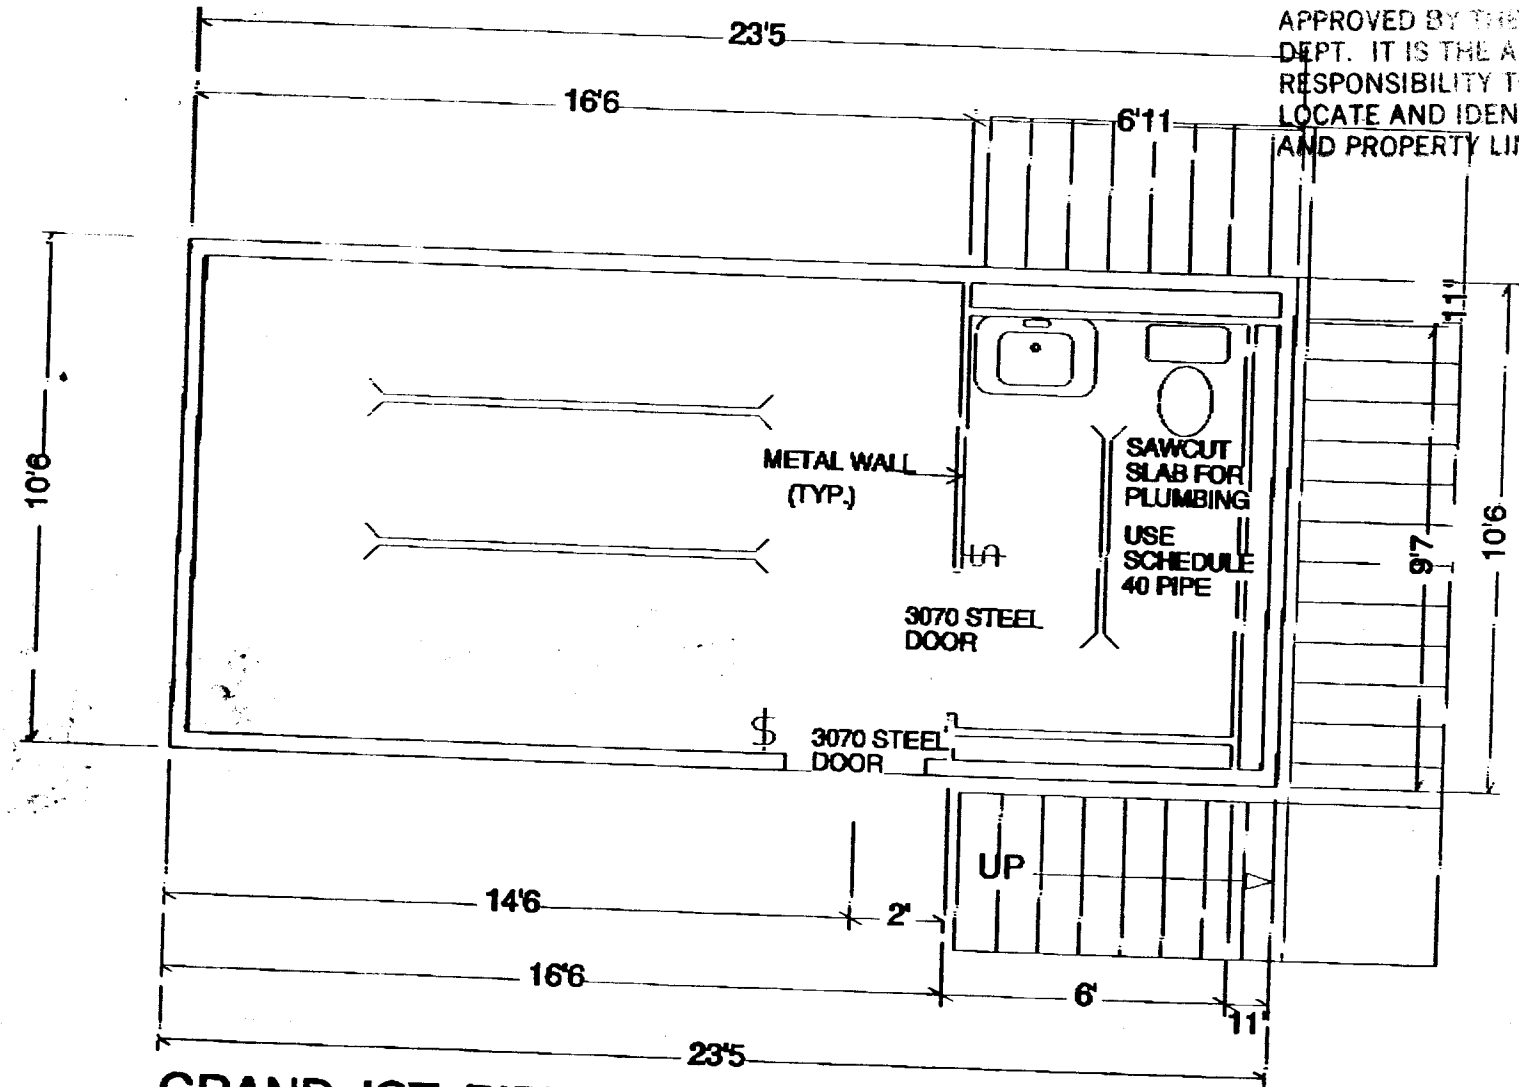 APPROVED BY THE
DEPT. IT IS THE A
RESPONSIBILITY T
LOCATE AND IDEN
AND PROPERTY LI
23'5
16'6
6'11
11"
10'6
METAL WALL
(TYP.)
SAWCUT
SLAB FOR
PLUMBING
USE
SCHEDULE
40 PIPE
9'7
10'6
3070 STEEL
DOOR
$
$
3070 STEEL
DOOR
UP
14'6
2'
16'6
6'
11"
23'5
GRAND JCT.